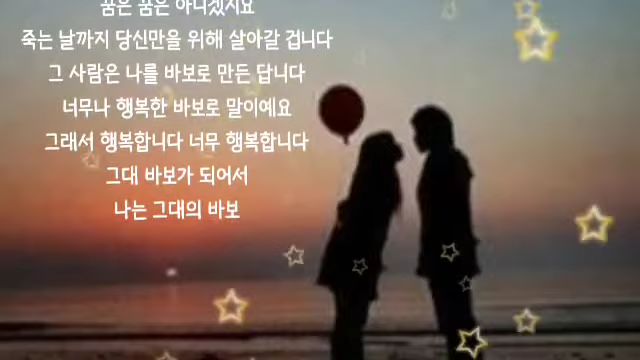 꿈은 꿈은 아니겠지요
죽는 날까지 당신만을 위해 살아갈 겁니다
그 사람은 나를 바보로 만든 답니다
너무나 행복한 바보로 말이예요
그래서 행복합니다 너무 행복합니다
그대 바보가 되어서
나는 그대의 바보